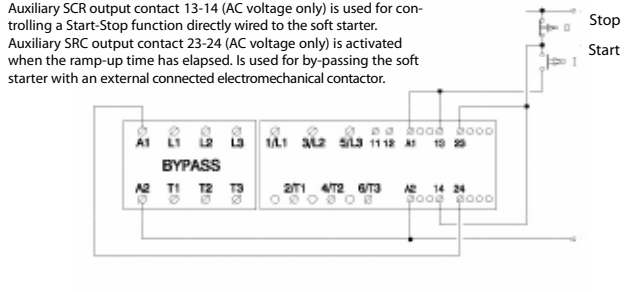 Auxiliary SCR output contact 13-14 (AC voltage only) is used for con-
trolling a Start-Stop function directly wired to the soft starter.
Auxiliary SRC output contact 23-24 (AC voltage only) is activated
when the ramp-up time has elapsed. Is used for by-passing the soft
starter with an external connected electromechanical contactor.
Stop
Start
A1 L1 L2 L3 1/L1 3/L2 5/L3 11 12 A1 13 23
BYPASS
A2 T1 T2 T3 2/T1 4/T2 6/T3 A2 14 24